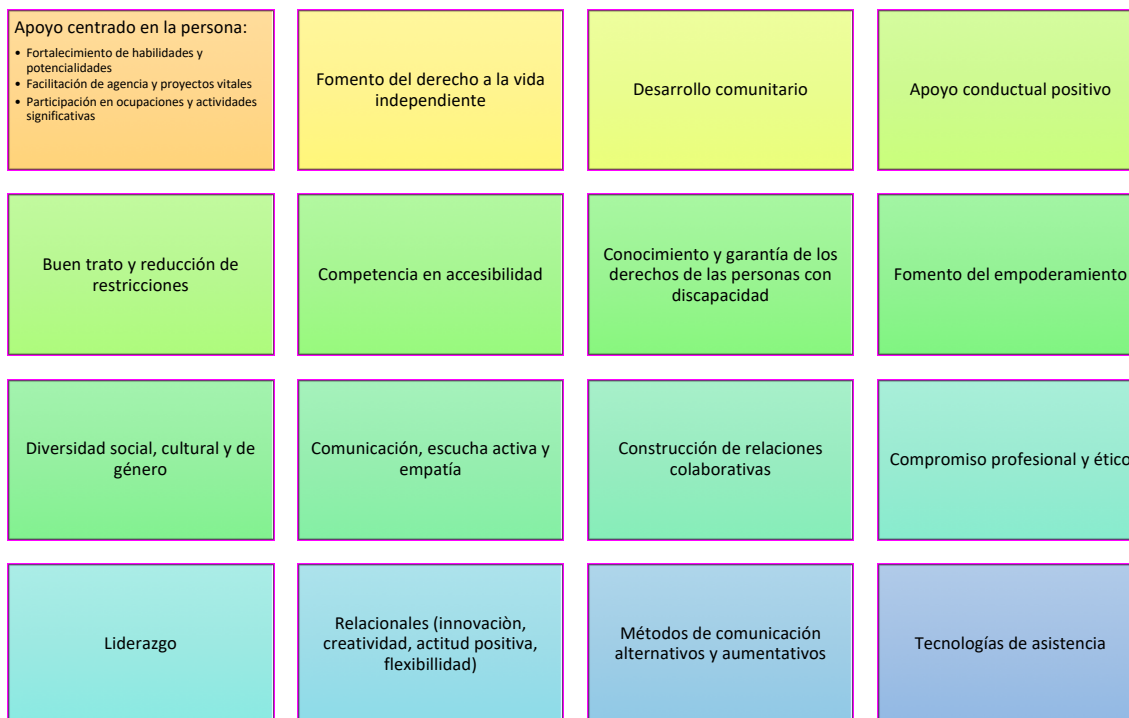 Apoyo centrado en la persona:
• Fortalecimiento de habilidades y
potencialidades
• Facilitación de agencia y proyectos vitales
• Participación en ocupaciones y actividades
significativas
Fomento del derecho a la vida
independiente
Desarrollo comunitario
Apoyo conductual positivo
Buen trato y reducción de
restricciones
Competencia en accesibilidad
Conocimiento y garantía de los
derechos de las personas con
discapacidad
Fomento del empoderamiento
Diversidad social, cultural y de
género
Comunicación, escucha activa y
empatía
Construcción de relaciones
colaborativas
Compromiso profesional y ético
Liderazgo
Relacionales (innovaciòn,
creatividad, actitud positiva,
flexibillidad)
Métodos de comunicación
alternativos y aumentativos
Tecnologías de asistencia